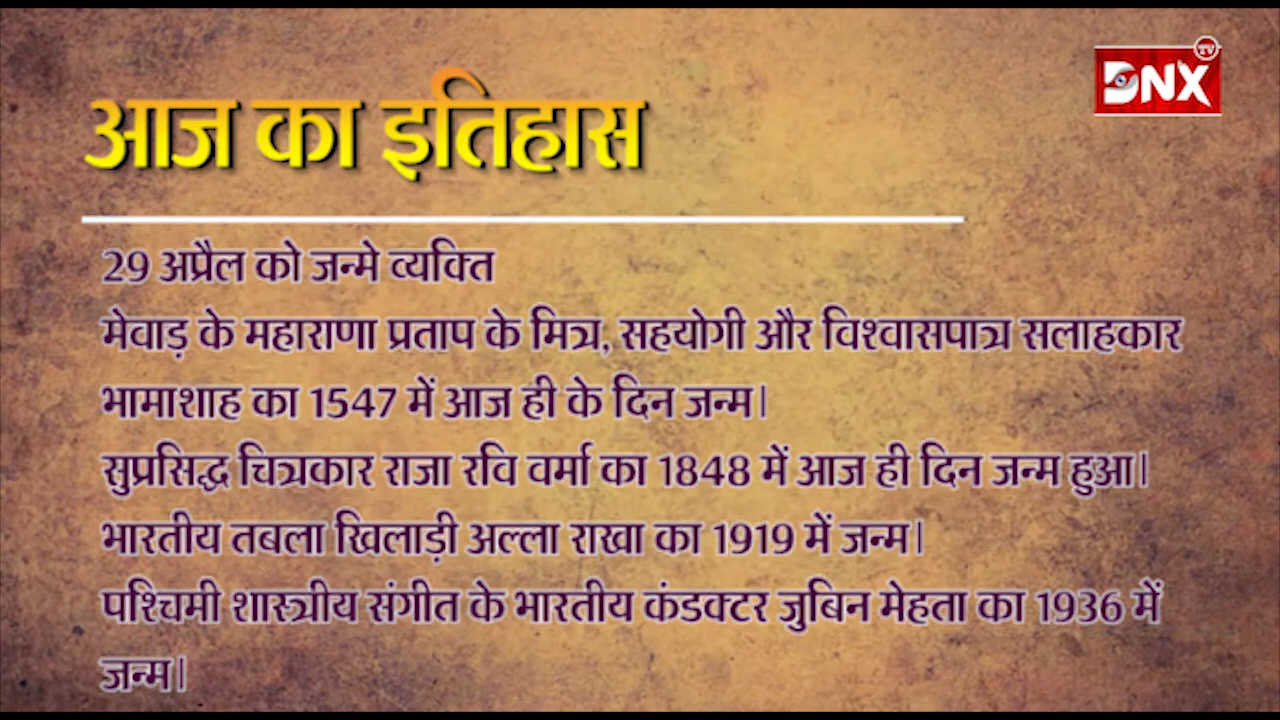 TV
DNX
आज का इतिहास
29 अप्रैल को जन्मे व्यक्ति
मेवाड़ के महाराणा प्रताप के मित्र, सहयोगी और विश्वासपात्र सलाहकार
भामाशाह का 1547 में आज ही के दिन जन्म।
सुप्रसिद्ध चित्रकार राजा रवि वर्मा का 1848 में आज ही दिन जन्म हुआ।
भारतीय तबला खिलाड़ी अल्ला राखा का 1919 में जन्म।
पश्चिमी शास्त्रीय संगीत के भारतीय कंडक्टर जुबिन मेहता का 1936 में
जन्म।